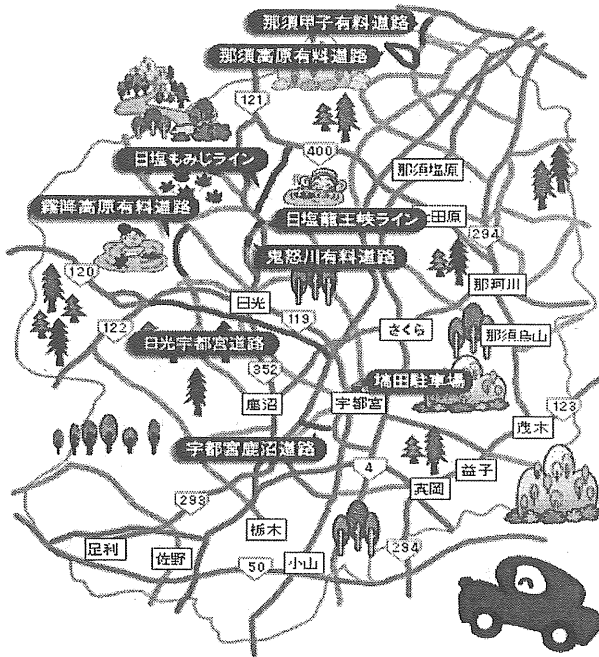 那須甲子有料道路
那須高原有料道路
121
日塩もみじライン
400
那須塩原
霧降高原有料道路
日塩龍王峡ライン
大田原
294
鬼怒川有料道路
120
日光
那珂川
119
122
さくら
那須烏山
日光宇都宮道路
352
塙田駐車場
鹿沼
宇都宮
123
茂木
宇都宮鹿沼道路
4
益子
真岡
293
栃木
足利
佐野
小山
294
50